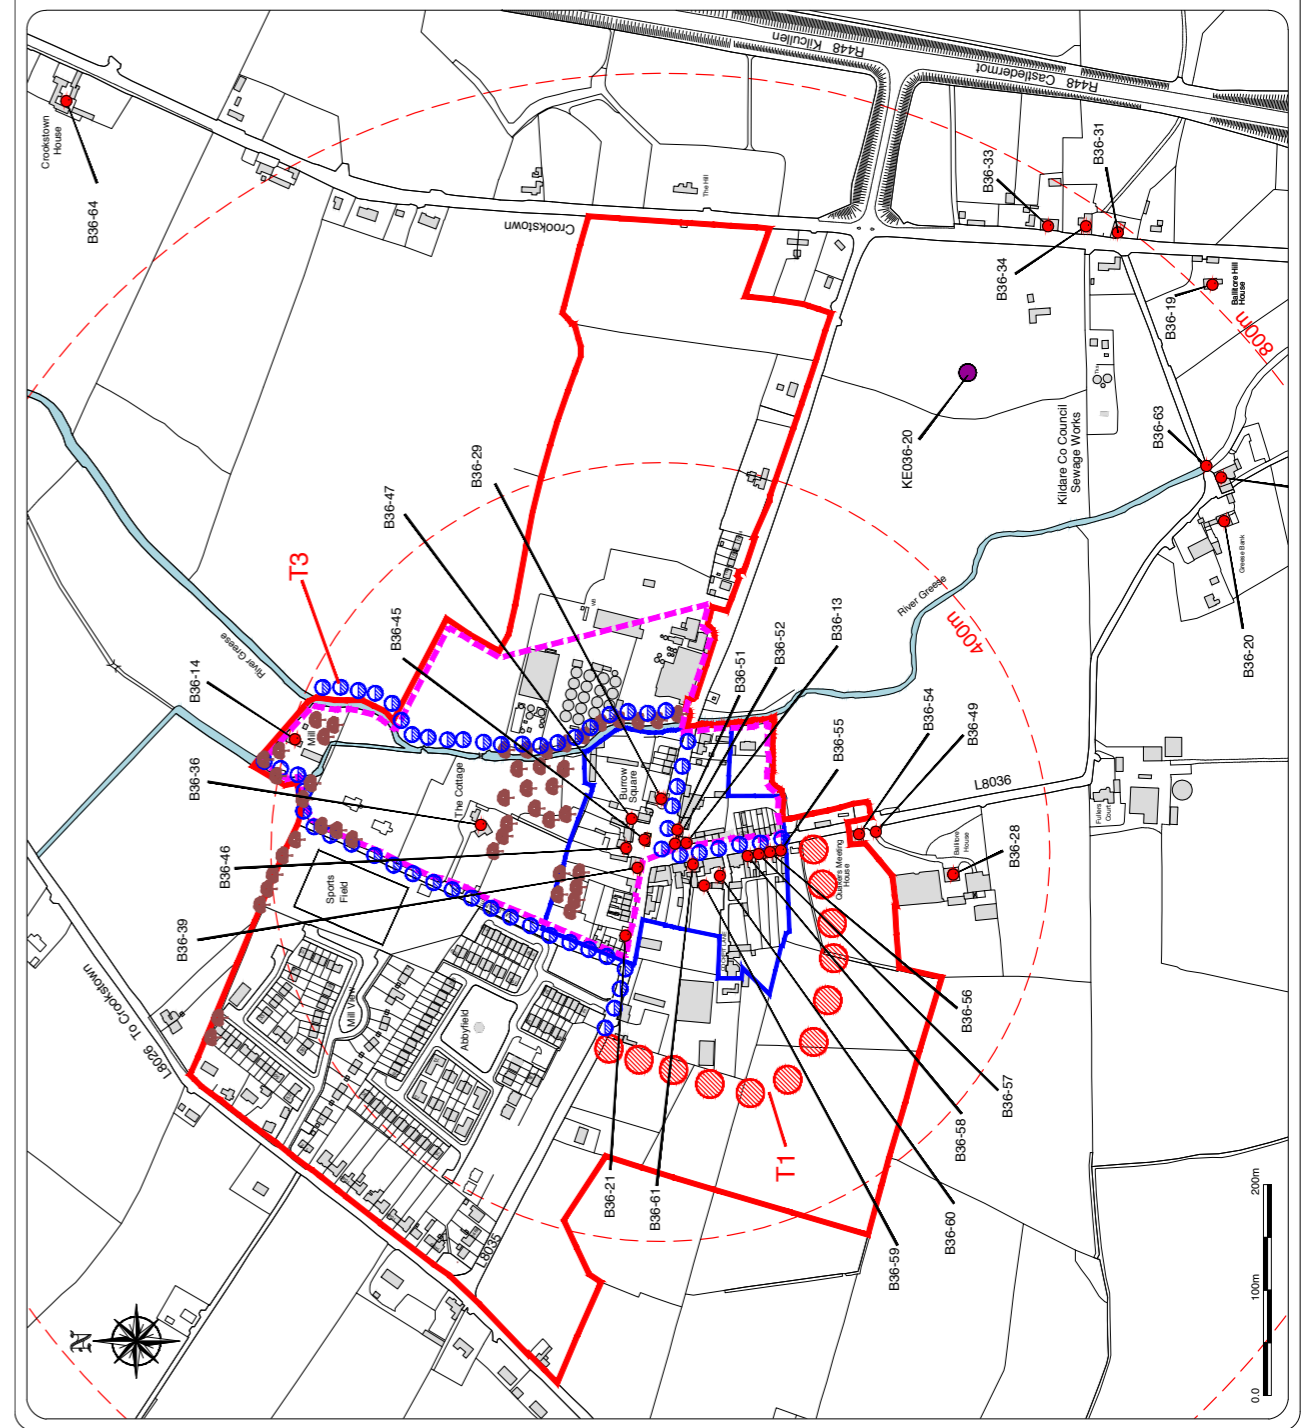 Crookstown
House
B36-64
R448 Kilcullen
R448 Castledermot
The Hill
Crookstown
B36-33
B36-31
B36-34
B36-19
Ballitore Hill
House
800m
KE036-20
Kildare Co Council
Sewage Works
B36-63
Greese Bank
B36-20
River Greese
400m
B36-29
B36-47
B36-45
T3
River Greese
B36-14
Mill
B36-36
The Cottage
B36-46
B36-39
Sports
Field
Burrow
Square
B36-51
B36-52
B36-13
B36-55
B36-54
B36-49
L8036
Fullers
Court
Quakers Meeting
House
Ballitore
House
B36-28
L8026 To Crookstown
Mill View
Abbyfield
L8035
B36-21
B36-61
T1
B36-59
B36-60
B36-58
B36-57
B36-56
N
0.0
100m
200m